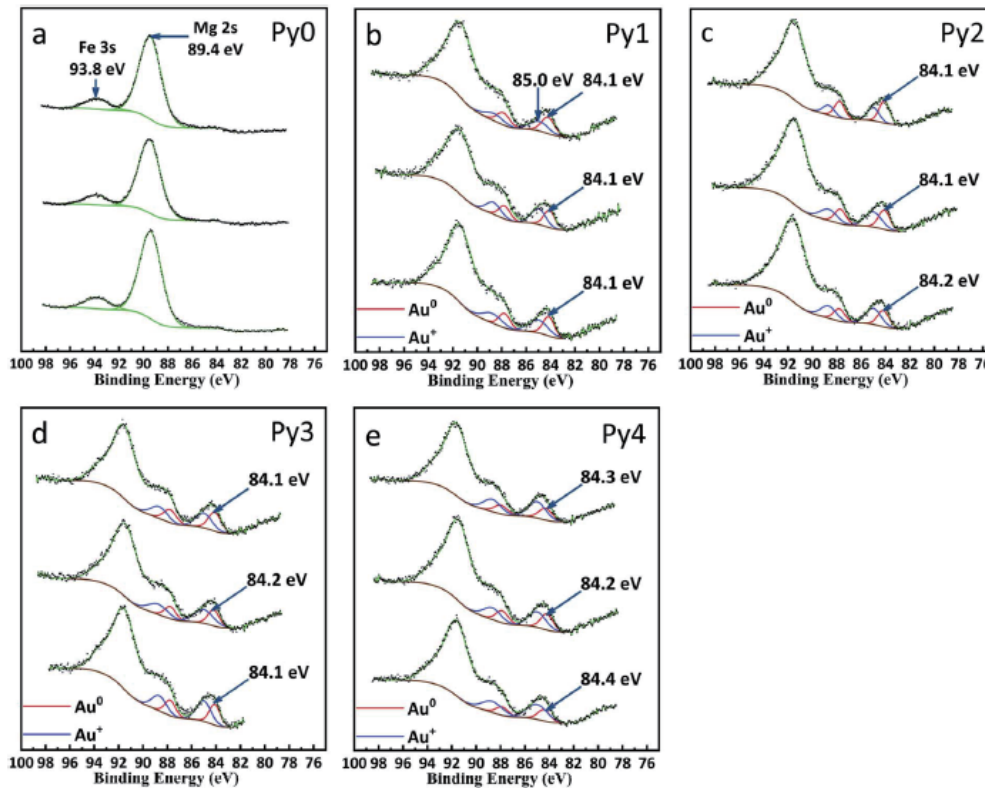 a
Py0
Fe 3s
93.8 eV
Mg 2s
89.4 eV
100 98 96 94 92 90 88 86 84 82 80 78 76
Binding Energy (eV)
b
Py1
85.0 eV
84.1 eV
84.1 eV
84.1 eV
Au⁰
Au⁺
100 98 96 94 92 90 88 86 84 82 80 78 76
Binding Energy (eV)
c
Py2
84.1 eV
84.1 eV
84.2 eV
Au⁰
Au⁺
100 98 96 94 92 90 88 86 84 82 80 78 76
Binding Energy (eV)
d
Py3
84.1 eV
84.2 eV
84.1 eV
Au⁰
Au⁺
100 98 96 94 92 90 88 86 84 82 80 78 76
Binding Energy (eV)
e
Py4
84.3 eV
84.2 eV
84.4 eV
Au⁰
Au⁺
100 98 96 94 92 90 88 86 84 82 80 78 76
Binding Energy (eV)